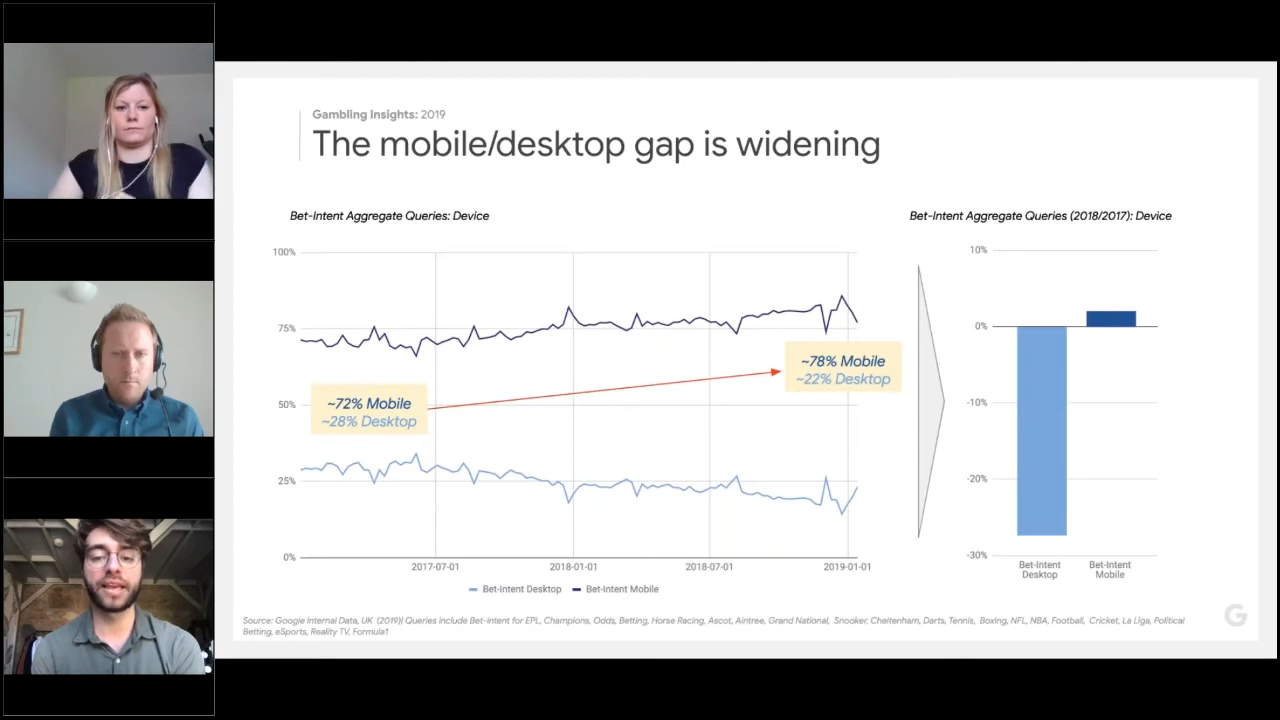 Gambling Insights: 2019
The mobile/desktop gap is widening
Bet-Intent Aggregate Queries: Device
100%
75%
50%
25%
0%
~72% Mobile
~28% Desktop
~78% Mobile
~22% Desktop
2017-07-01
2018-01-01
2018-07-01
2019-01-01
Bet-Intent Desktop
Bet-Intent Mobile
Bet-Intent Aggregate Queries (2018/2017): Device
10%
0%
-10%
-20%
-30%
Bet-Intent
Desktop
Bet-Intent
Mobile
Source: Google Internal Data, UK (2019)| Queries include Bet-intent for EPL, Champions, Odds, Betting, Horse Racing, Ascot, Aintree, Grand National, Snooker, Cheltenham, Darts, Tennis, Boxing, NFL, NBA, Football, Cricket, La Liga, Political
Betting, eSports, Reality TV, Formula1
G